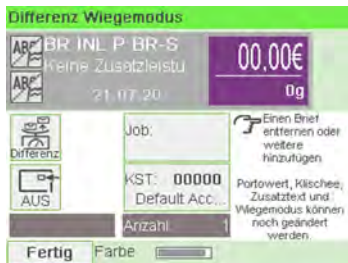 Differenz Wiegemodus
ABC BR INL P BR-S
Keine Zusatzleistu
ABC 21 07 20
00,00€
0g
Differenz
AUS
Job:
KST: 00000
Default Acc...
Anzahl 1
Einen Brief
entfernen oder
weitere
hinzufügen
Portowert, Klischee,
Zusatztext und
Wiegemodus können
noch geändert
werden
Fertig Farbe